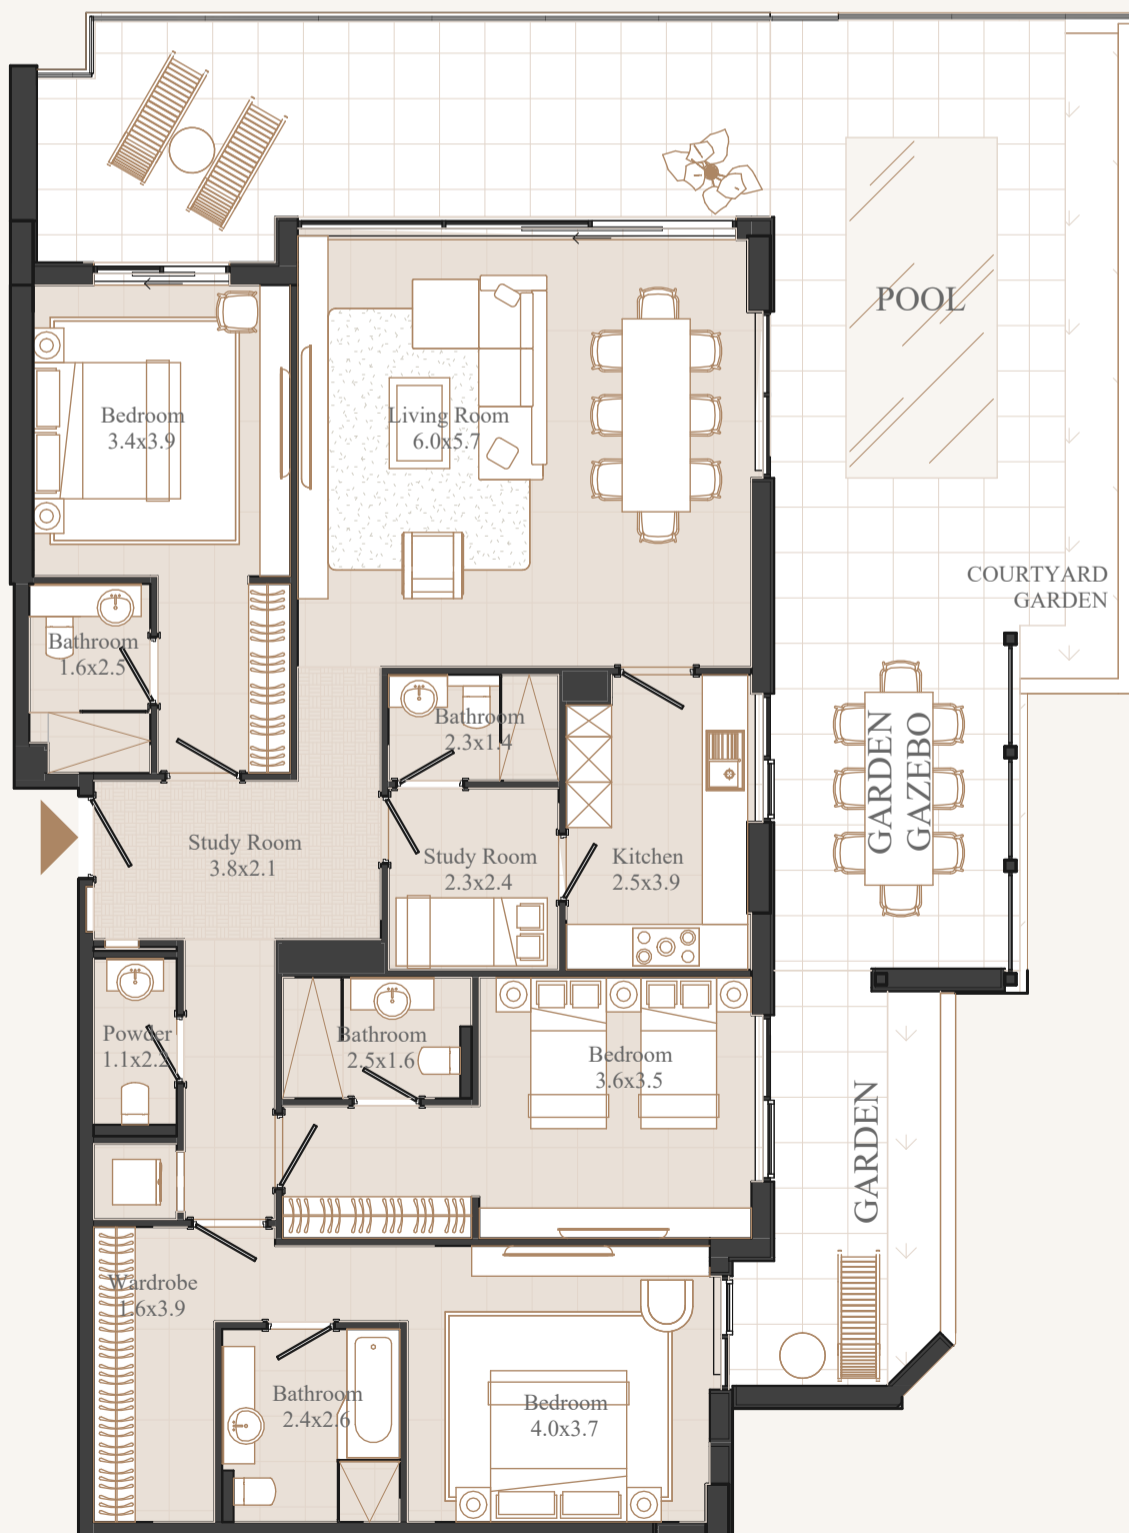 POOL
Bedroom
3.4x3.9
Living Room
6.0x5.7
COURTYARD
GARDEN
Bathroom
1.6x2.5
Bathroom
2.3x1.4
GARDEN
GAZEBO
Study Room
3.8x2.1
Study Room
2.3x2.4
Kitchen
2.5x3.9
Powder
1.1x2.2
Bathroom
2.5x1.6
Bedroom
3.6x3.5
GARDEN
Wardrobe
1.6x3.9
Bathroom
2.4x2.6
Bedroom
4.0x3.7